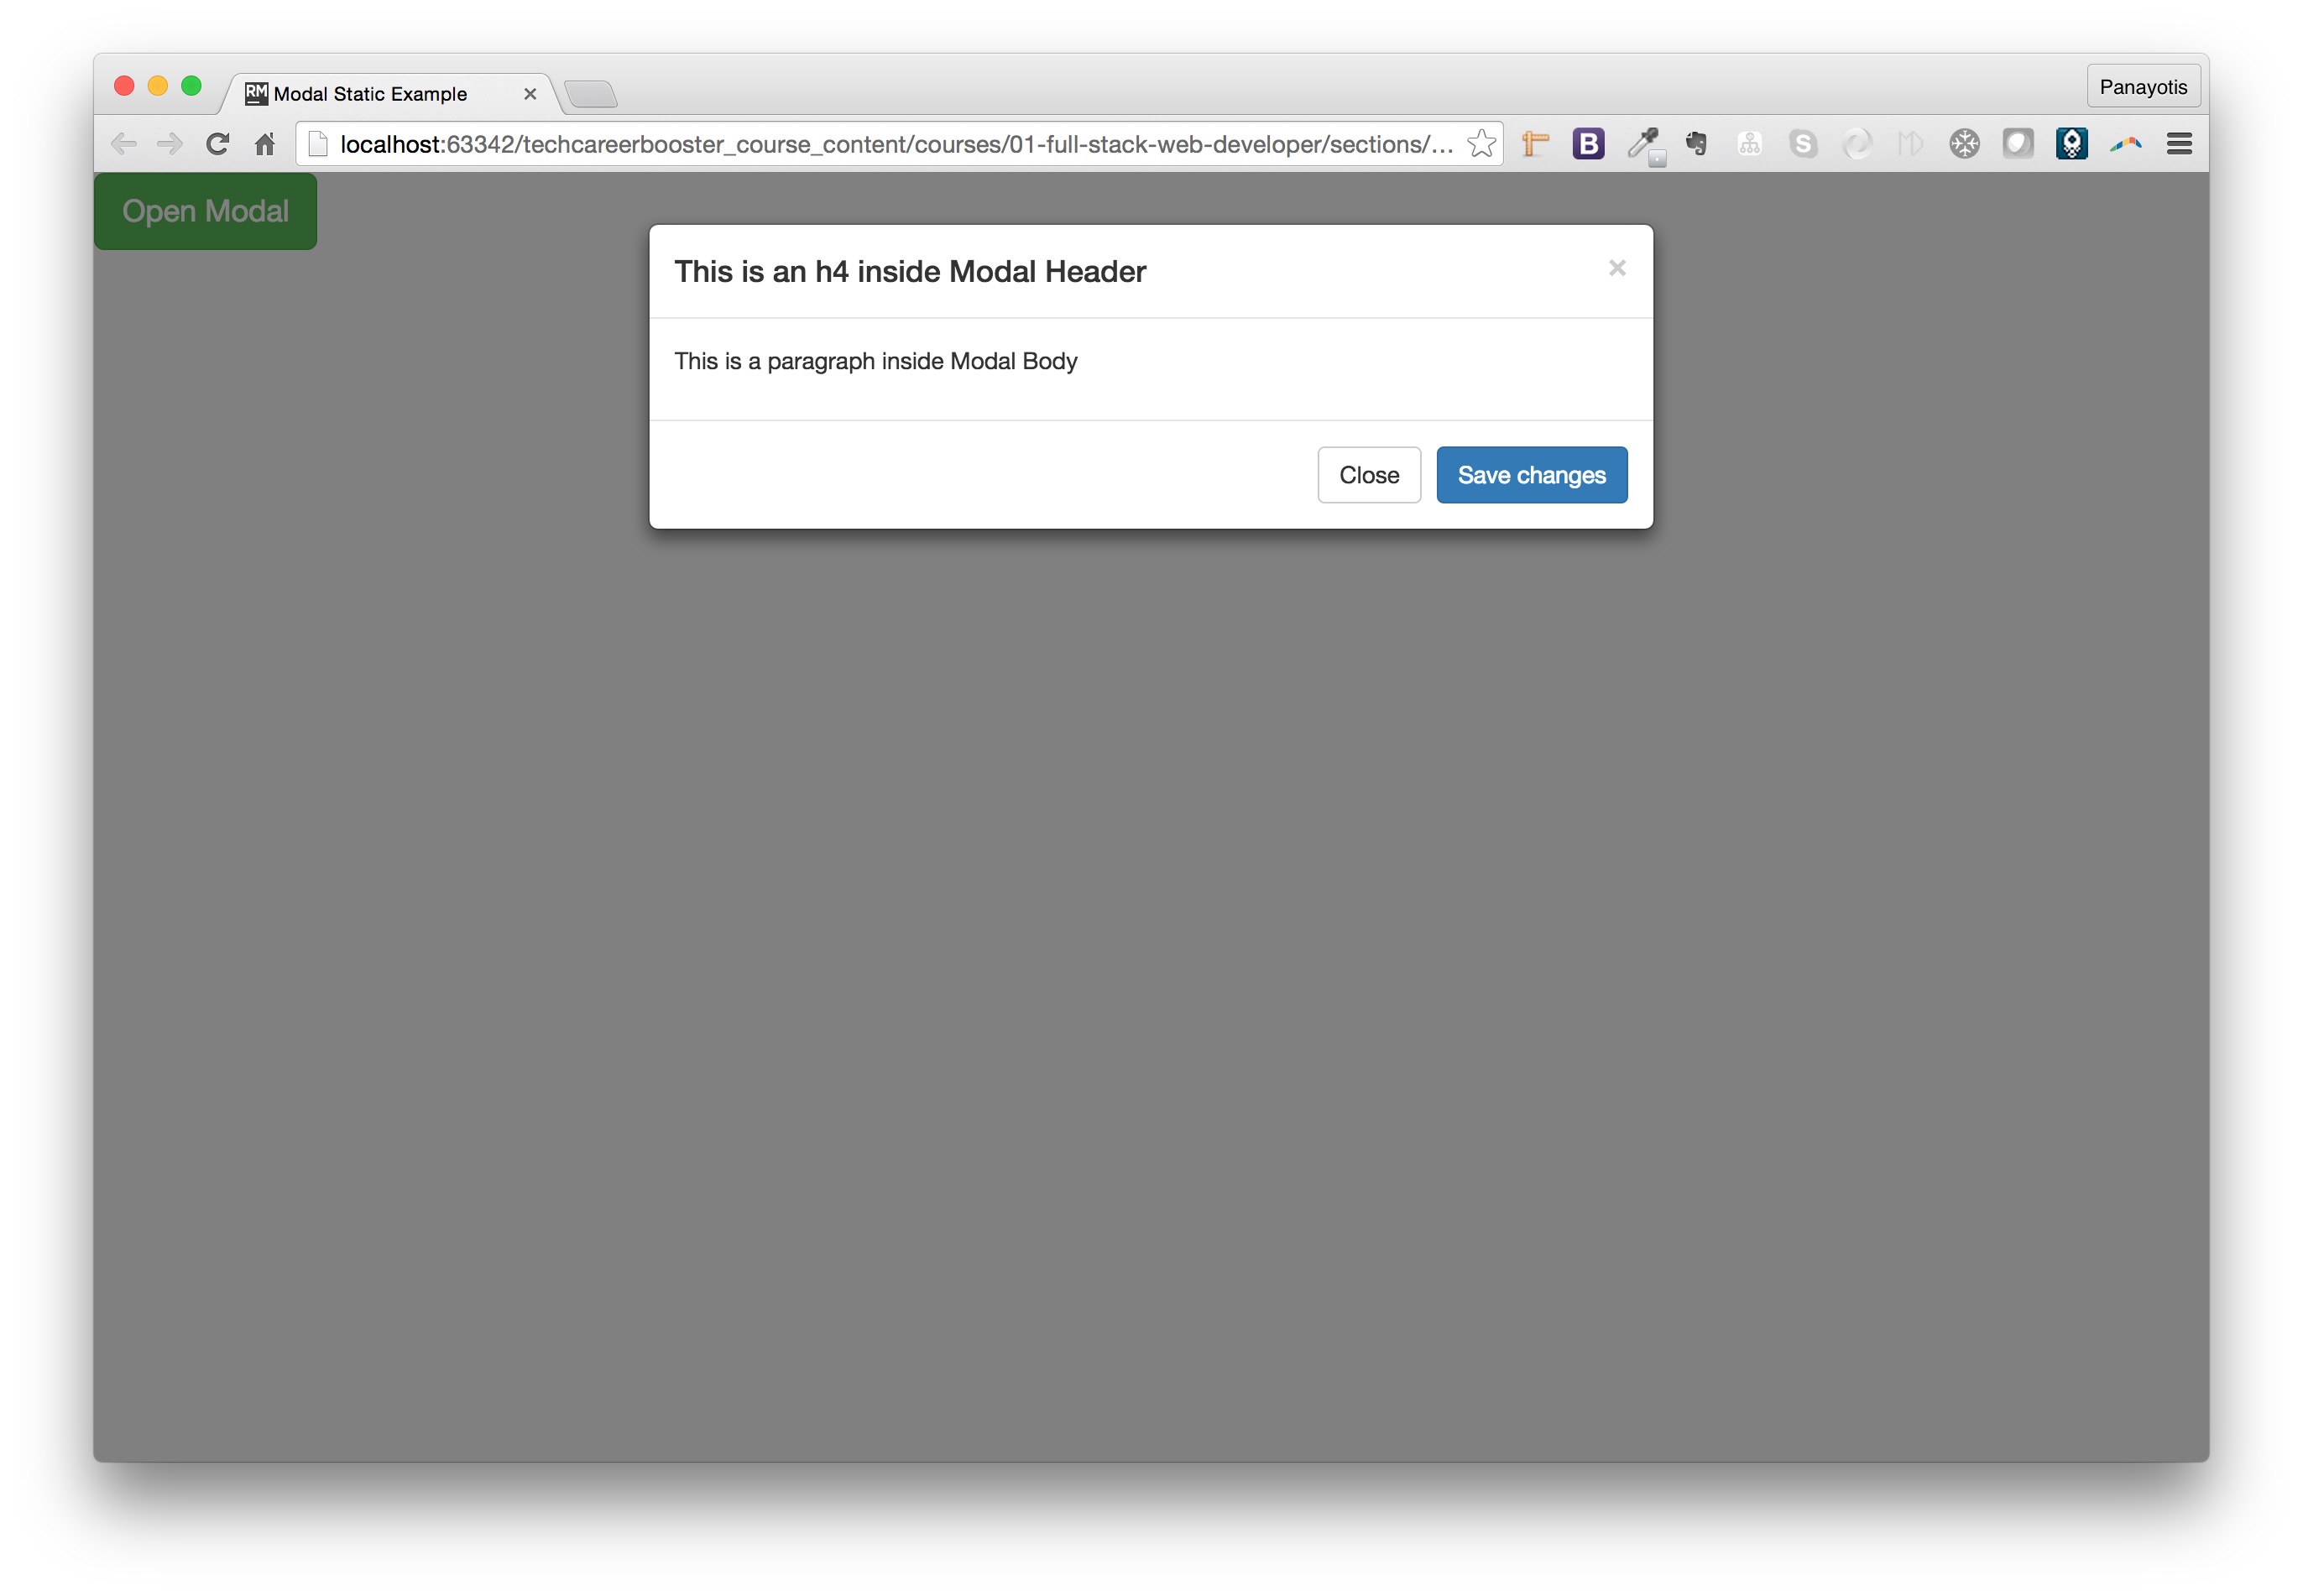 RM Modal Static Example ×
Panayotis
localhost:63342/techcareerbooster_course_content/courses/01-full-stack-web-developer/sections/...
B
S
Open Modal
This is an h4 inside Modal Header ×
This is a paragraph inside Modal Body
Close Save changes